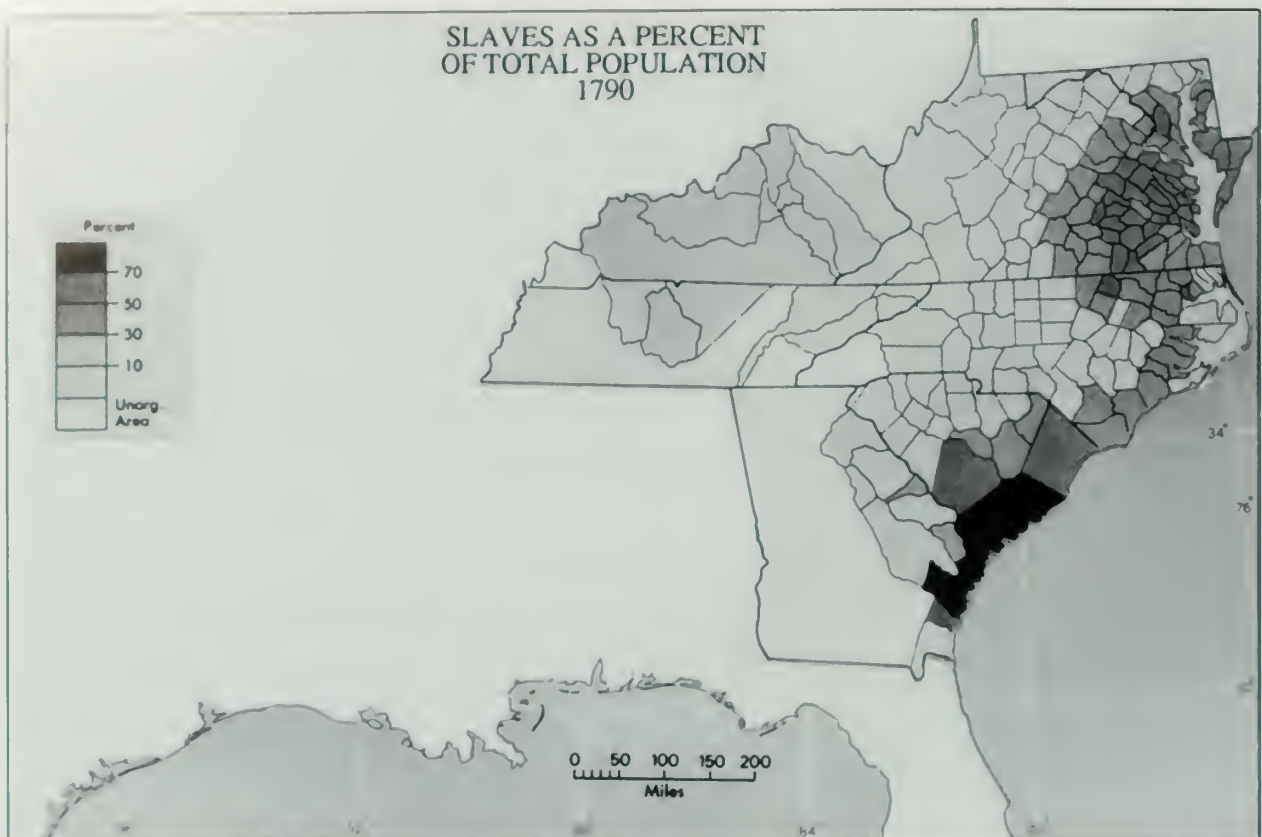 SLAVES AS A PERCENT
OF TOTAL POPULATION
1790
Percent
70
50
30
10
Unorg.
Area
34°
76°
0 50 100 150 200
Miles
84